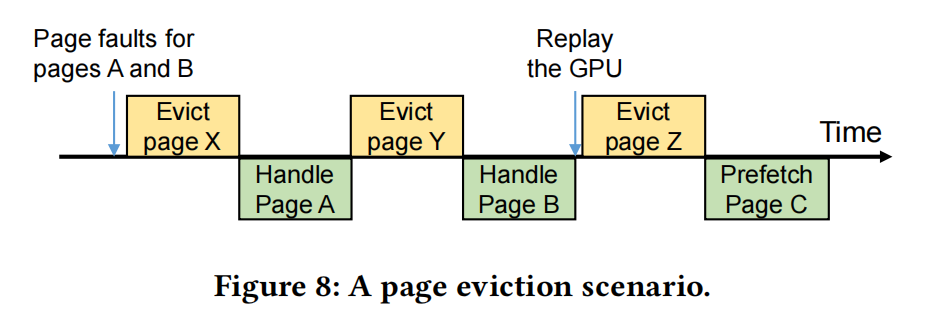 Page faults for
pages A and B
Replay
the GPU
Evict
page X
Evict
page Y
Evict
page Z
Time
Handle
Page A
Handle
Page B
Prefetch
Page C
Figure 8: A page eviction scenario.